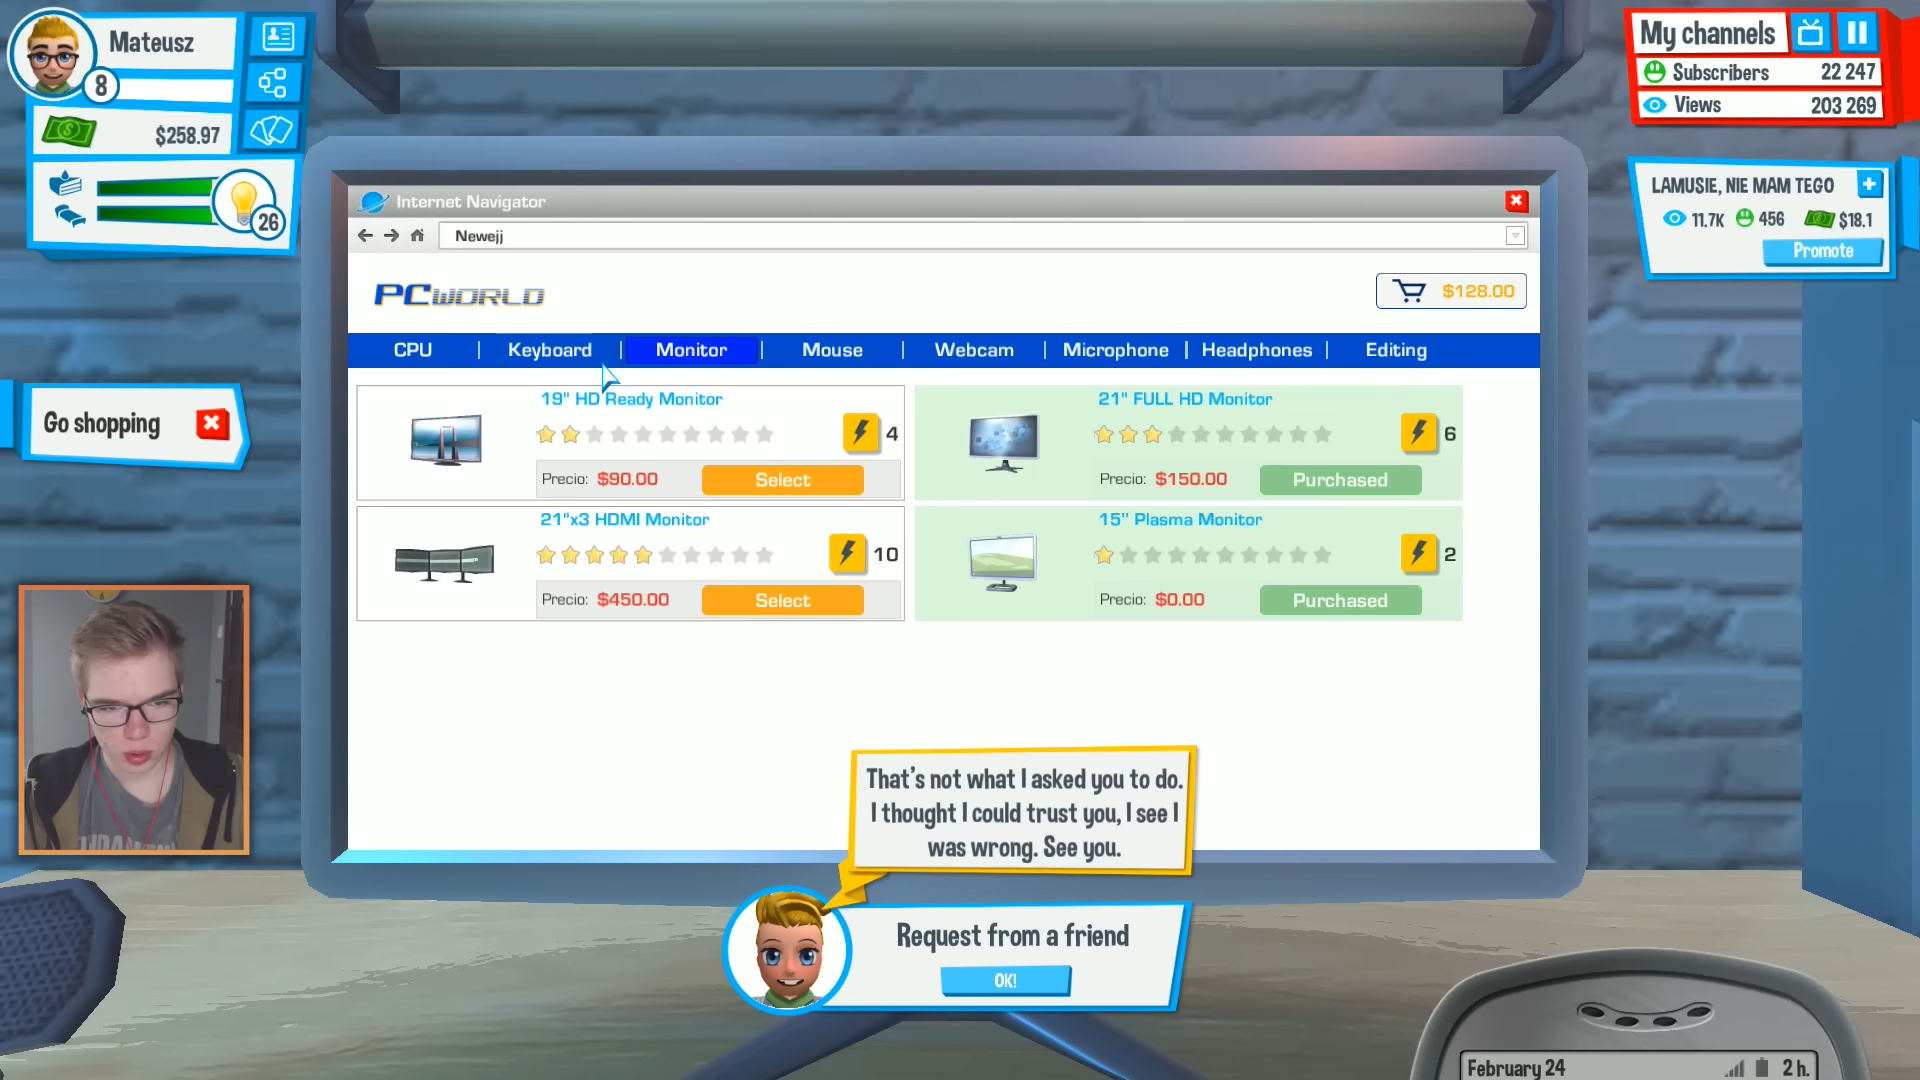 Mateusz
8
$258.97
26
My channels
Subscribers 22 247
Views 203 269
LAMUSIE, NIE MAM TEGO
11.7K 456 $18.1
Promote
Go shopping
Internet Navigator
Newejj
PCWORLD
$128.00
CPU | Keyboard | Monitor | Mouse | Webcam | Microphone | Headphones | Editing
19" HD Ready Monitor
4
Precio: $90.00 Select
21" FULL HD Monitor
6
Precio: $150.00 Purchased
21"x3 HDMI Monitor
10
Precio: $450.00 Select
15" Plasma Monitor
2
Precio: $0.00 Purchased
That's not what I asked you to do.
I thought I could trust you, I see I
was wrong. See you.
Request from a friend
OK!
February 24 2 h.